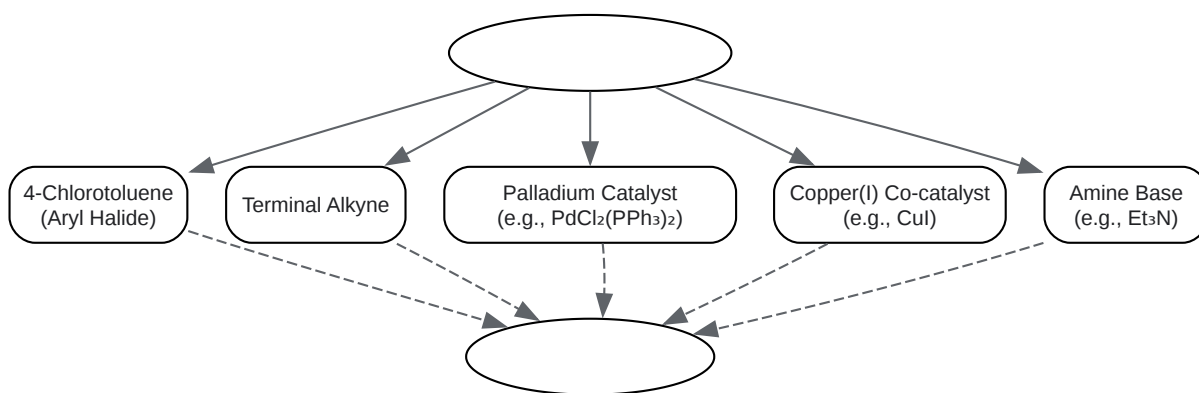 4-Chlorotoluene
(Aryl Halide)
Terminal Alkyne
Palladium Catalyst
(e.g., PdCl₂(PPh₃)₂)
Copper(I) Co-catalyst
(e.g., CuI)
Amine Base
(e.g., Et₃N)